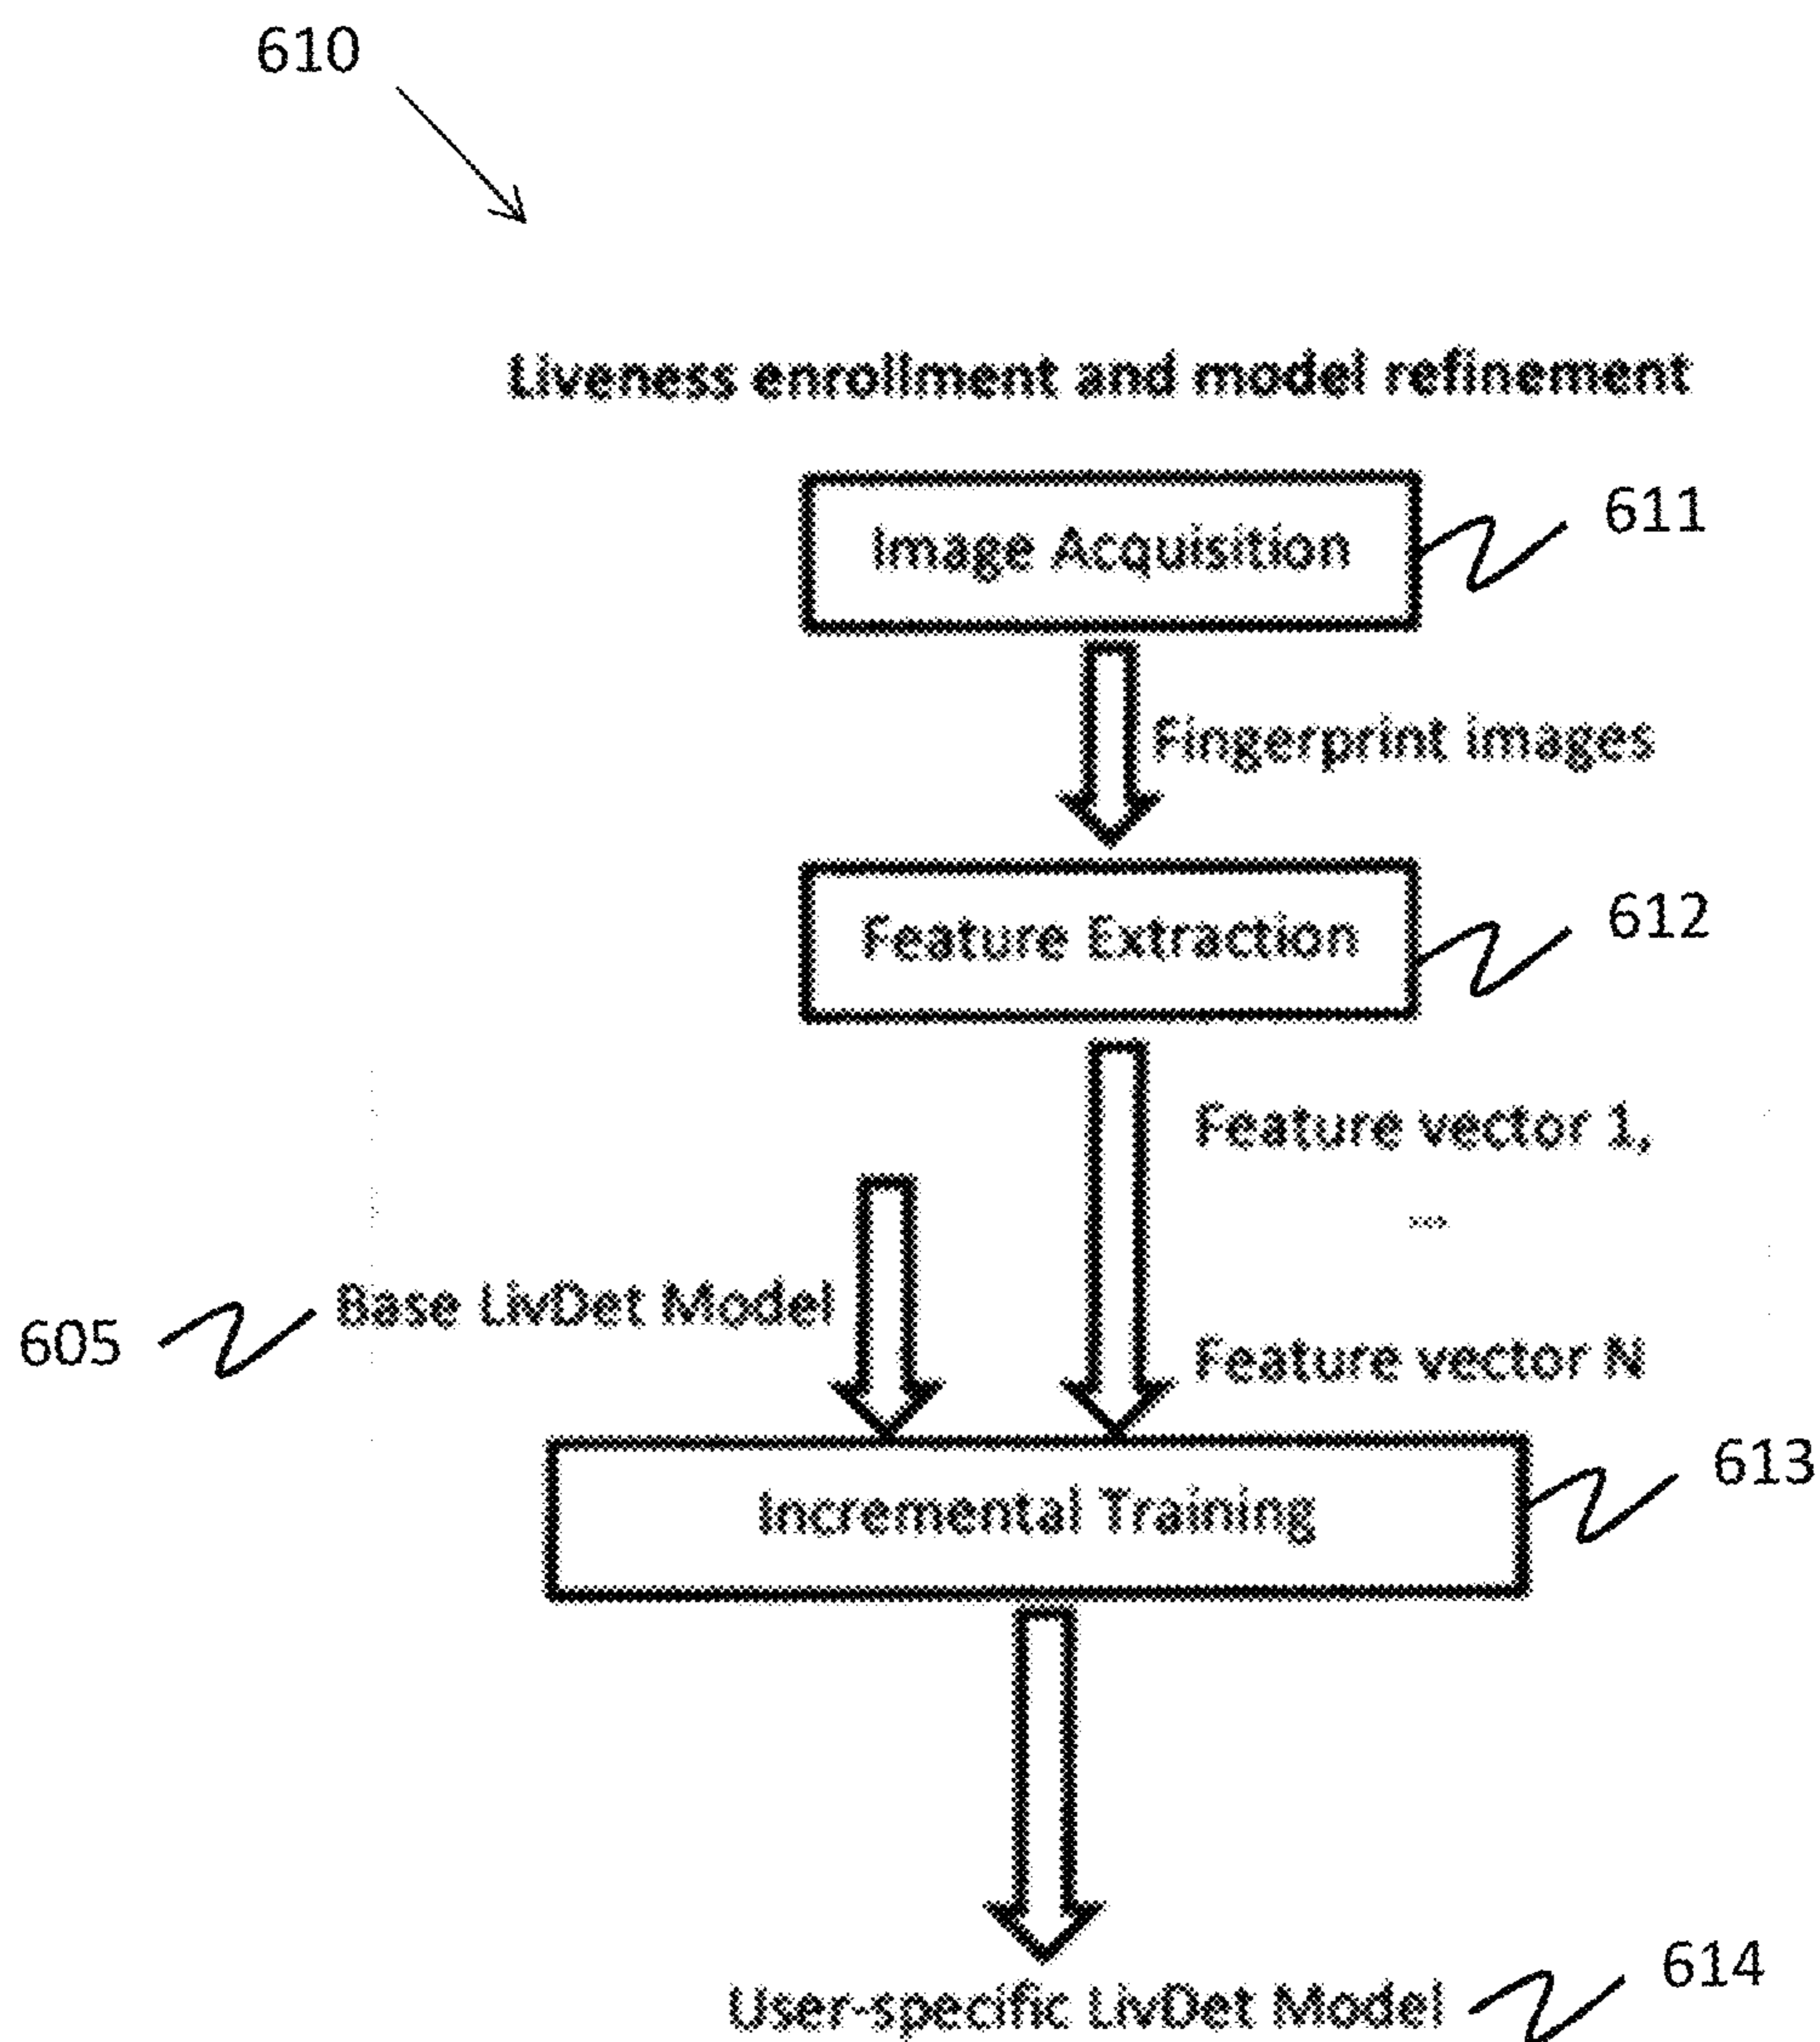 610
Liveness enrollment and model refinement
Image Acquisition
611
Fingerprint images
Feature Extraction
612
Feature vector 1,
...
Base LivDet Model
605
Feature vector N
Incremental Training
613
User-specific LivDet Model
614